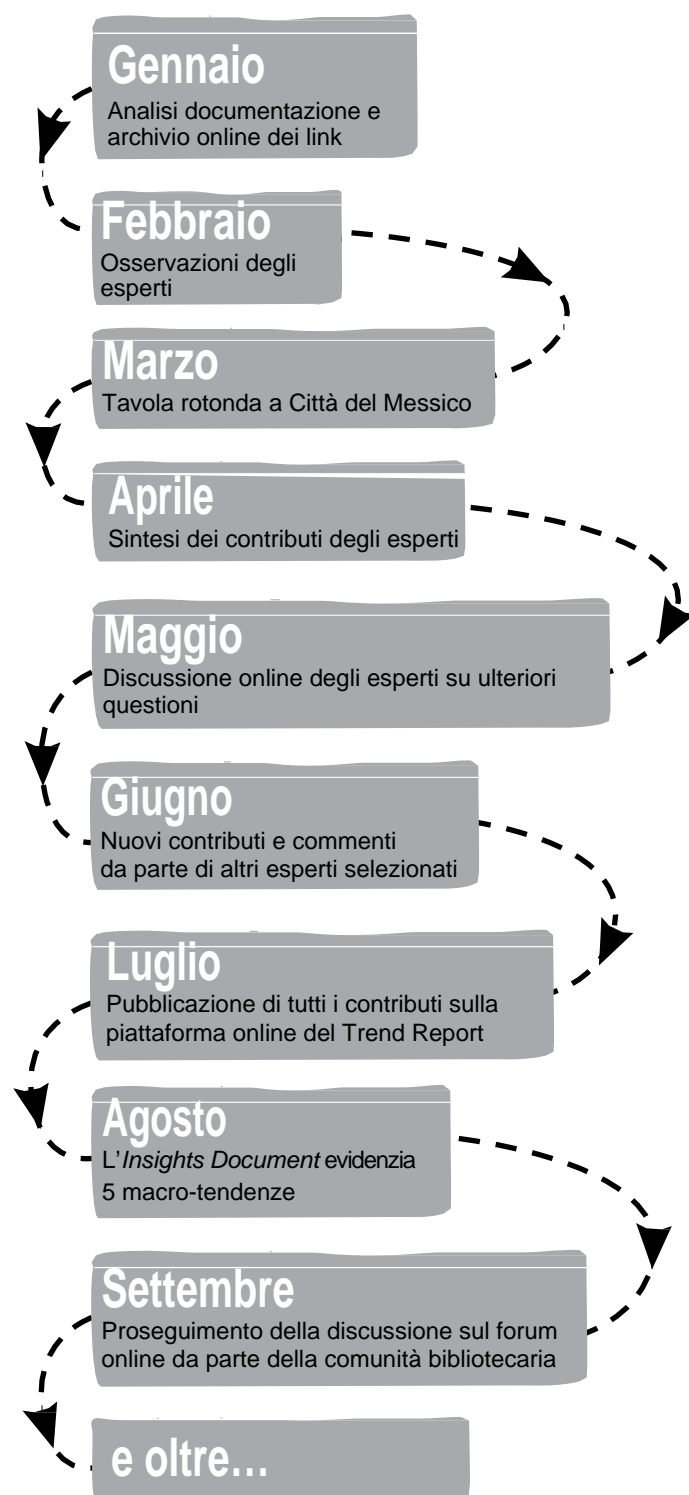 Gennaio
Analisi documentazione e
archivio online dei link
Febbraio
Osservazioni degli
esperti
Marzo
Tavola rotonda a Città del Messico
Aprile
Sintesi dei contributi degli esperti
Maggio
Discussione online degli esperti su ulteriori
questioni
Giugno
Nuovi contributi e commenti
da parte di altri esperti selezionati
Luglio
Pubblicazione di tutti i contributi sulla
piattaforma online del Trend Report
Agosto
L’Insights Document evidenzia
5 macro-tendenze
Settembre
Proseguimento della discussione sul forum
online da parte della comunità bibliotecaria
e oltre…